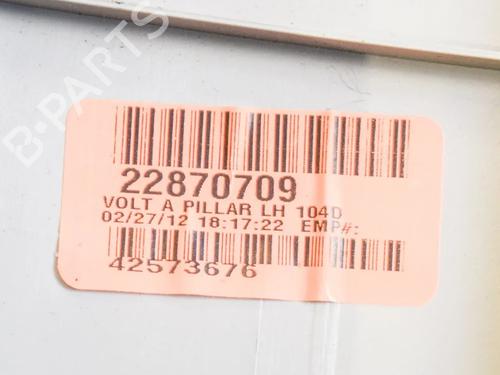 B-PARTS
22870709
VOLT A PILLAR LH 104D
02/27/12 18:17:22 EMP#:
42573676